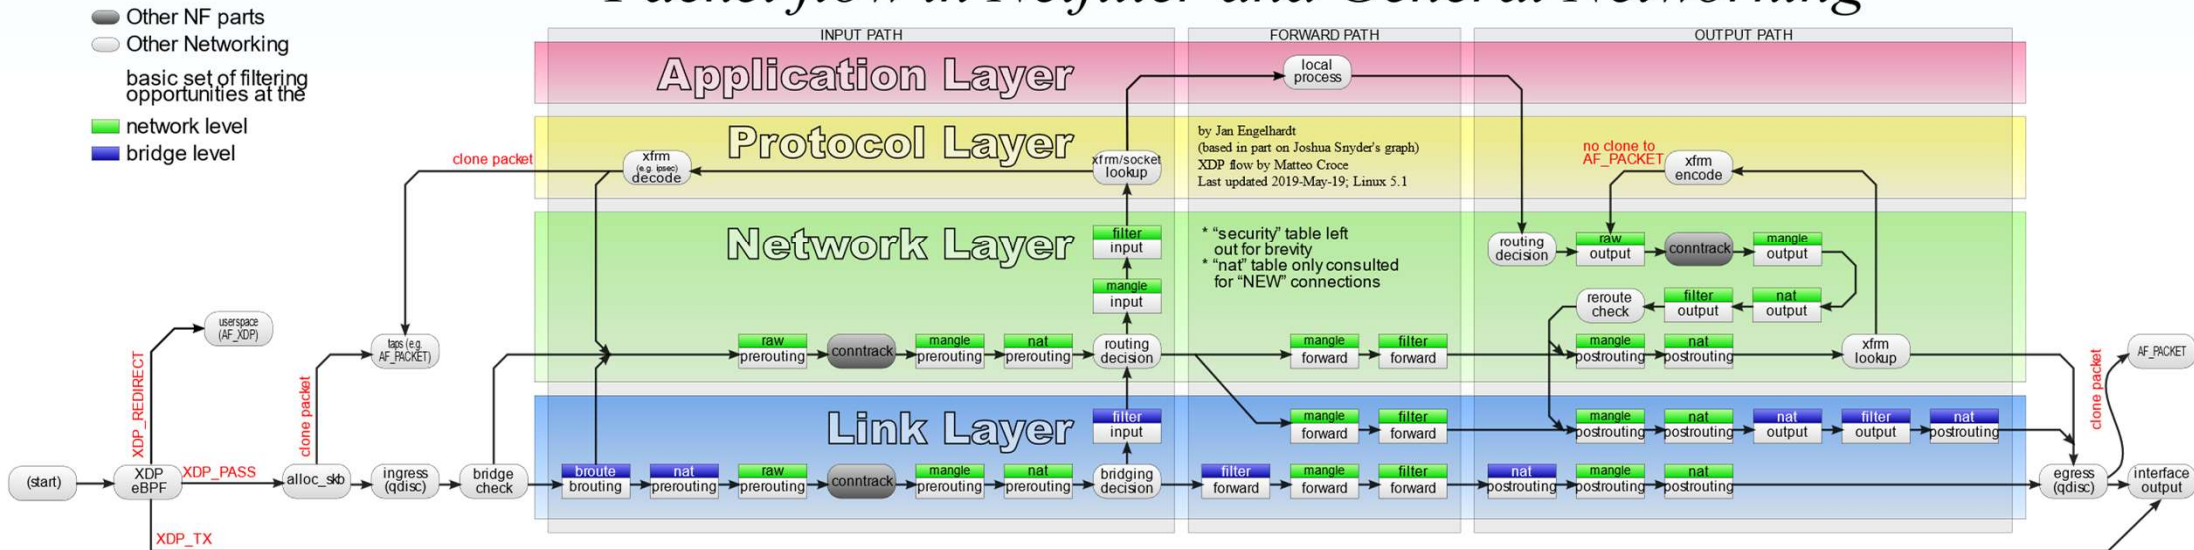 Packet flow in Netfilter and General Networking
Other NF parts
Other Networking
basic set of filtering
opportunities at the
network level
bridge level
INPUT PATH
FORWARD PATH
OUTPUT PATH
Application Layer
local
process
Protocol Layer
by Jan Engelhardt
(based in part on Joshua Snyder's graph)
XDP flow by Matteo Croce
Last updated 2019-May-19; Linux 5.1
clone packet
xfrm
(e.g. ipsec)
decode
xfrm/socket
lookup
no clone to
AF_PACKET
xfrm
encode
Network Layer
filter
input
mangle
input
* “security” table left
out for brevity
* “nat” table only consulted
for “NEW” connections
routing
decision
raw
output
conntrack
mangle
output
reroute
check
filter
output
nat
output
userspace
(AF_XDP)
taps (e.g.
AF_PACKET)
raw
prerouting
conntrack
mangle
prerouting
nat
prerouting
routing
decision
mangle
forward
filter
forward
mangle
postrouting
nat
postrouting
xfrm
lookup
AF_PACKET
XDP_REDIRECT
clone packet
clone packet
Link Layer
filter
input
mangle
forward
filter
forward
mangle
postrouting
nat
postrouting
nat
output
filter
output
nat
postrouting
(start)
XDP
eBPF
XDP_PASS
alloc_skb
ingress
(qdisc)
bridge
check
broute
brouting
nat
prerouting
raw
prerouting
conntrack
mangle
prerouting
nat
prerouting
bridging
decision
filter
forward
mangle
forward
filter
forward
nat
postrouting
mangle
postrouting
nat
postrouting
egress
(qdisc)
interface
output
XDP_TX